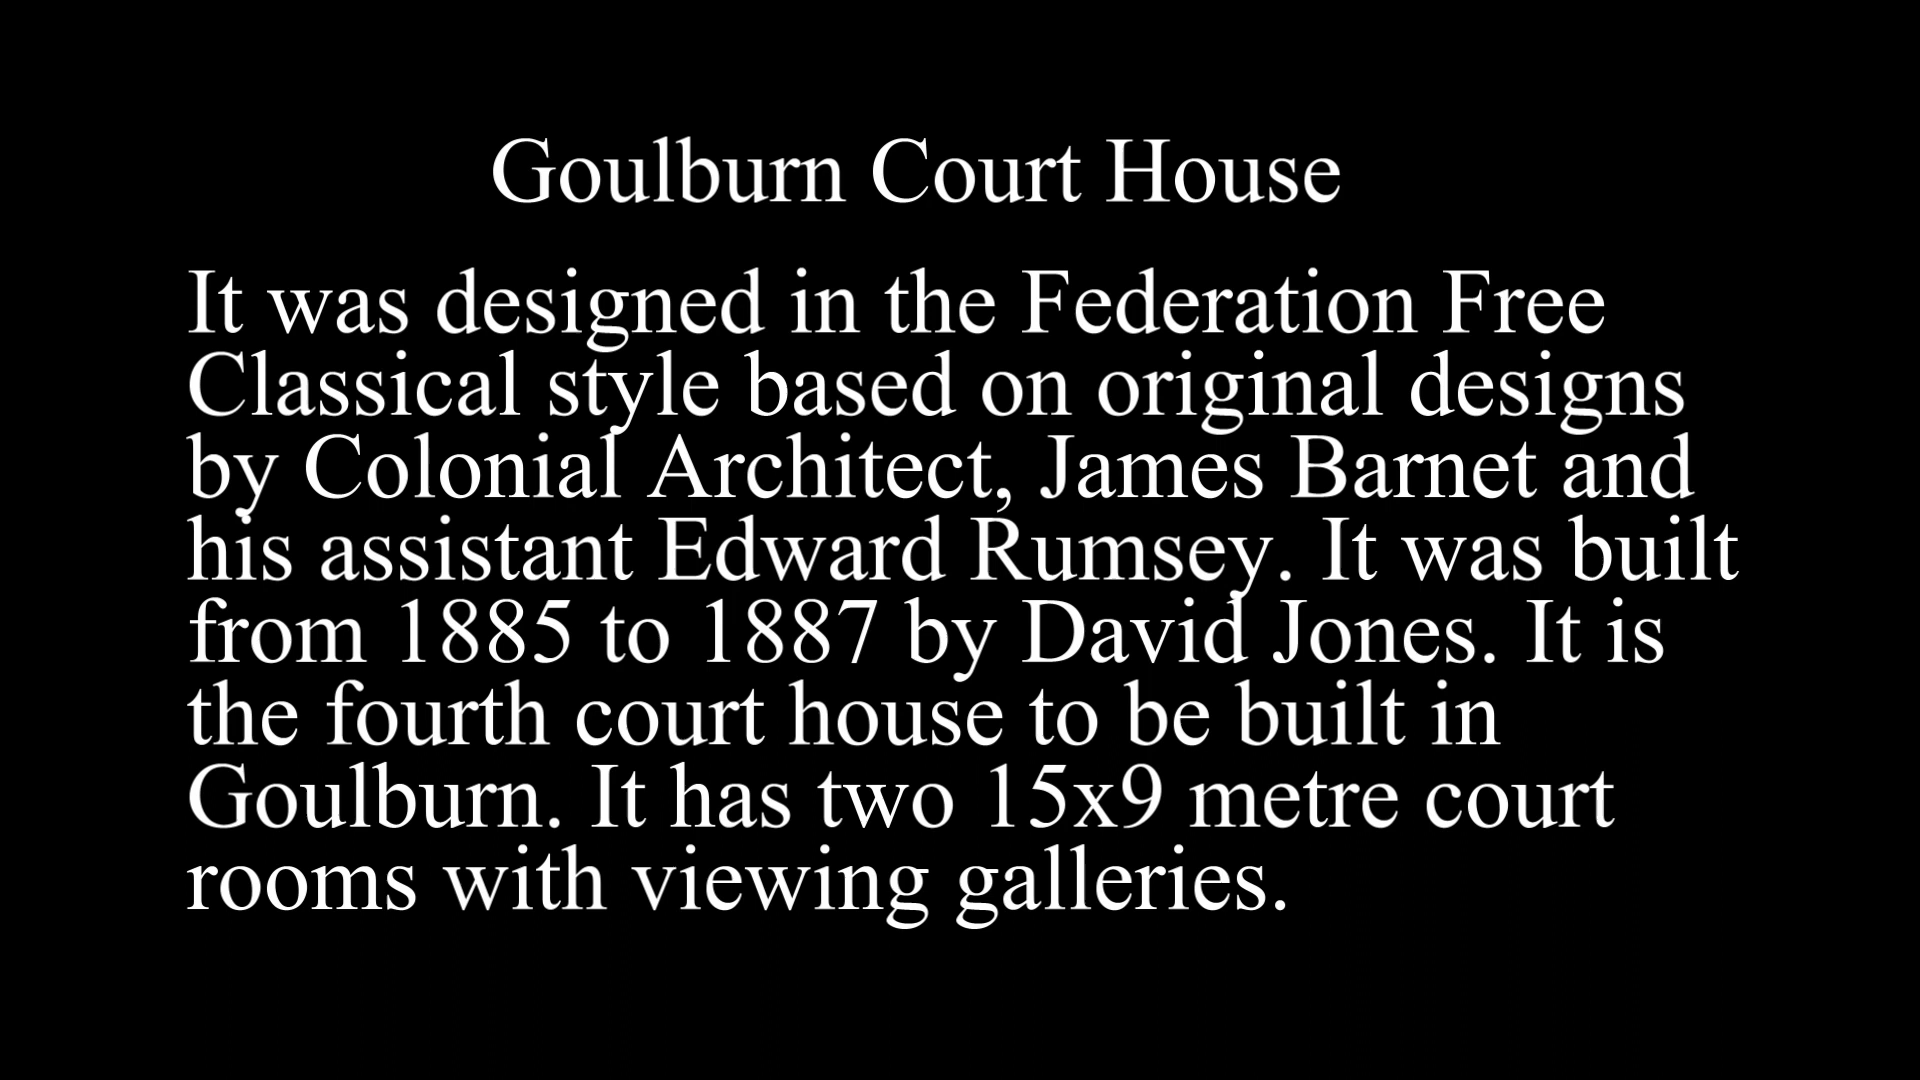 Goulburn Court House
It was designed in the Federation Free
Classical style based on original designs
by Colonial Architect, James Barnet and
his assistant Edward Rumsey. It was built
from 1885 to 1887 by David Jones. It is
the fourth court house to be built in
Goulburn. It has two 15x9 metre court
rooms with viewing galleries.